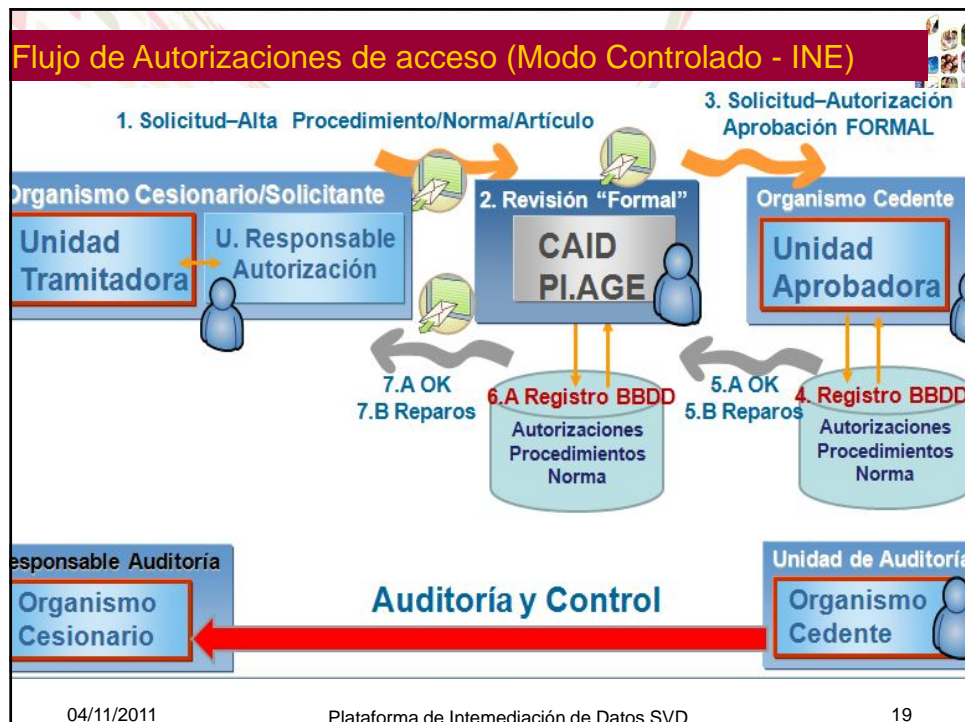 Flujo de Autorizaciones de acceso (Modo Controlado - INE)
1. Solicitud–Alta Procedimiento/Norma/Artículo
3. Solicitud–Autorización
Aprobación FORMAL
Organismo Cesionario/Solicitante
Unidad
Tramitadora
U. Responsable
Autorización
2. Revisión “Formal”
CAID
PI.AGE
Organismo Cedente
Unidad
Aprobadora
7.A OK
7.B Reparos
6.A Registro BBDD
Autorizaciones
Procedimientos
Norma
5.A OK
5.B Reparos
4. Registro BBDD
Autorizaciones
Procedimientos
Norma
esponsable Auditoría
Organismo
Cesionario
Auditoría y Control
Unidad de Auditoría
Organismo
Cedente
04/11/2011
Plataforma de Intemediación de Datos SVD
19